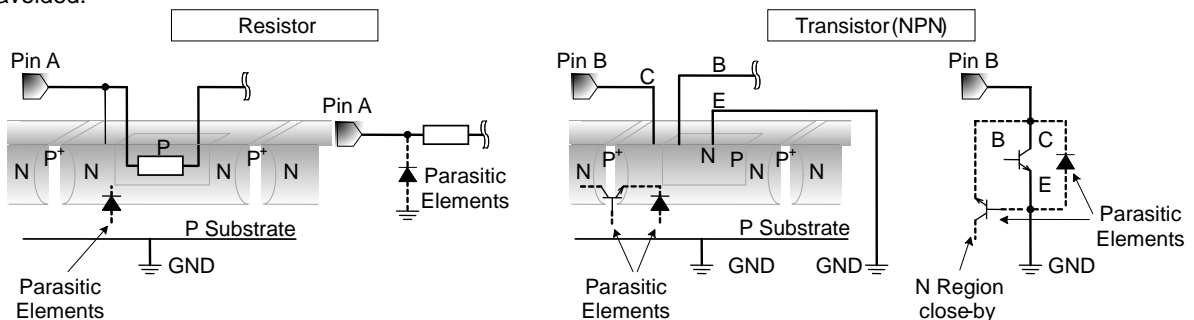 avoided.
Resistor
Transistor (NPN)
Pin A
Pin A
N
P+
N
P
N
P+
N
Parasitic
Elements
P Substrate
GND
Parasitic
Elements
Pin B
C
B
E
N
P+
N
P
P+
N
P Substrate
GND
GND
Parasitic
Elements
Pin B
B
C
E
Parasitic
Elements
GND
N Region
close-by